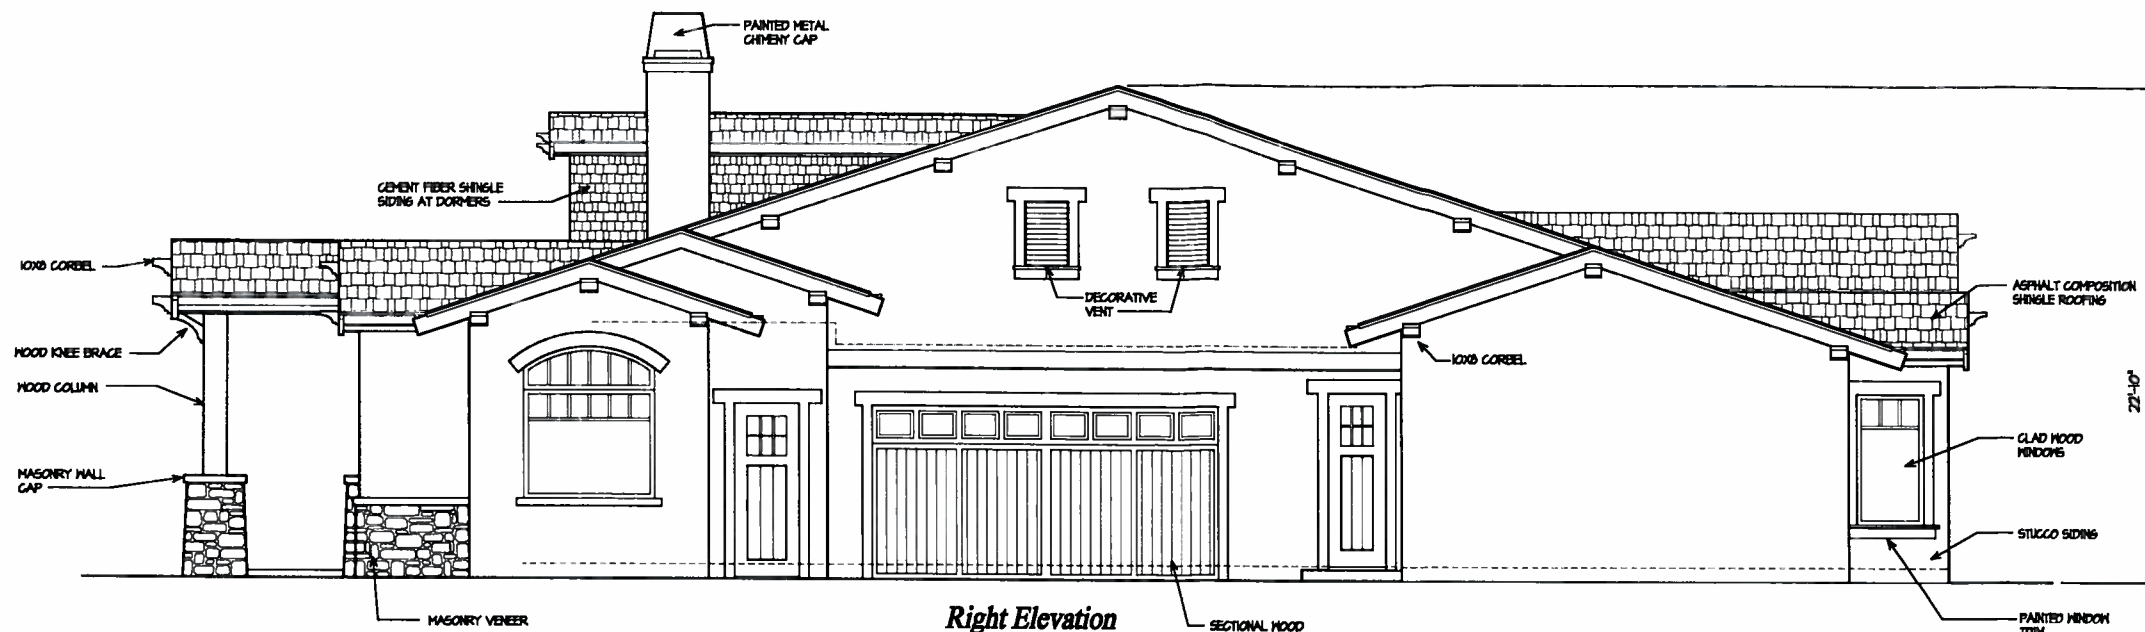 PAINTED METAL
CHIMENY CAP
CEMENT FIBER SHINGLE
SIDING AT DORMERS
10X8 CORBEL
DECORATIVE
VENT
ASPHALT COMPOSITION
SHINGLE ROOFING
WOOD KNEE BRACE
10X8 CORBEL
WOOD COLUMN
22'-10"
CLAD WOOD
WINDOWS
MASONRY WALL
CAP
STUCCO SIDING
MASONRY VENEER
Right Elevation
SECTIONAL WOOD
PAINTED WINDOW
TRIM